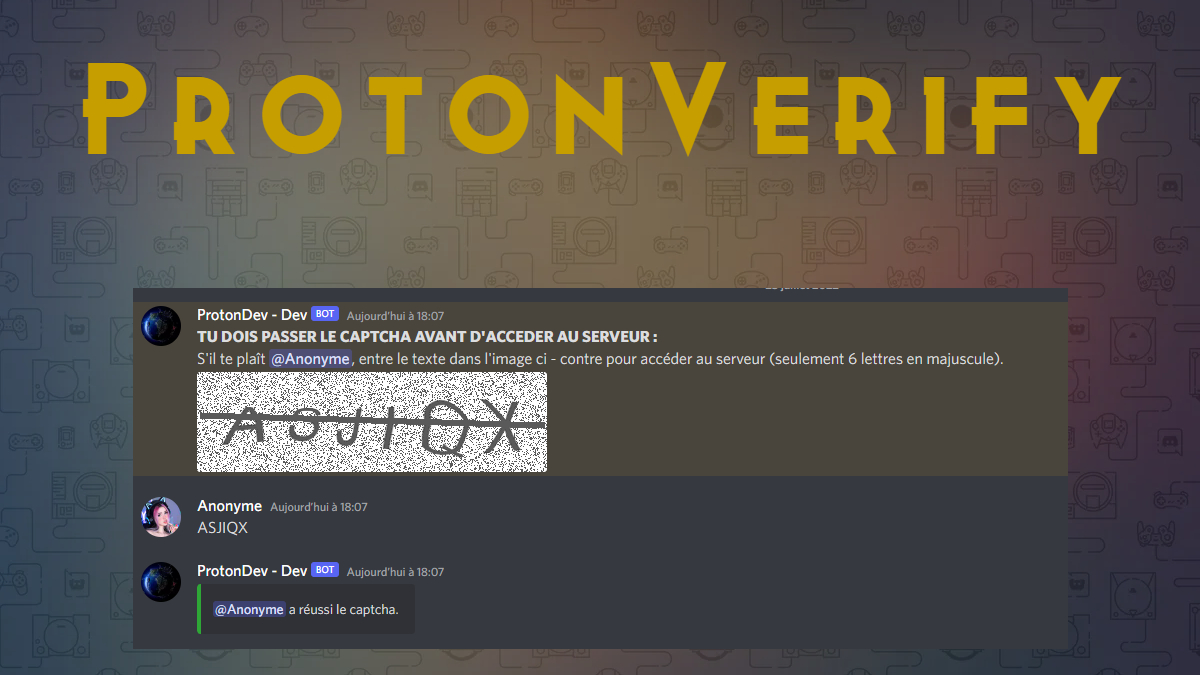 ProtonVerify
ProtonDev - Dev BOT Aujourd'hui à 18:07
TU DOIS PASSER LE CAPTCHA AVANT D'ACCEDER AU SERVEUR :
S'il te plaît @Anonyme, entre le texte dans l'image ci - contre pour accéder au serveur (seulement 6 lettres en majuscule).
ASJIQX
Anonyme Aujourd'hui à 18:07
ASJIQX
ProtonDev - Dev BOT Aujourd'hui à 18:07
@Anonyme a réussi le captcha.